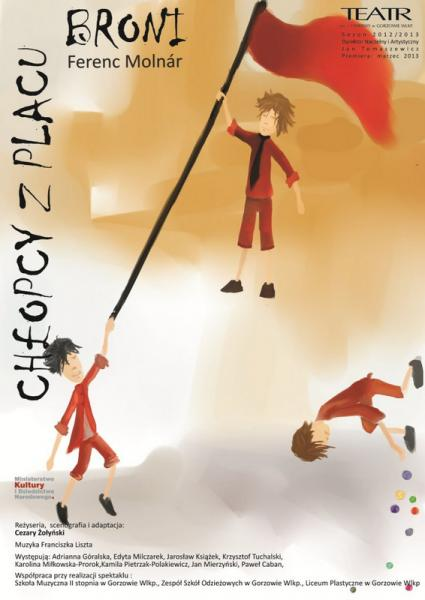 CHŁOPCY Z PLACU
BRONI
Ferenc Molnár
TEATR
Sezon 2012/2013
Dyrektor Naczelny i Artystyczny
Jan Tomaszewicz
Premiera: marzec 2013
Ministerstwo
Kultury
i Dziedzictwa
Narodowego.
Reżyseria, scenografia i adaptacja:
Cezary Żołyński
Muzyka Franciszka Liszta
Występują: Adrianna Góralska, Edyta Milczarek, Jarosław Książek, Krzysztof Tuchalski,
Karolina Miłkowska-Prorok,Kamila Pietrzak-Polakiewicz, Jan Mierzyński, Paweł Caban,
Współpraca przy realizacji spektaklu :
Szkoła Muzyczna II stopnia w Gorzowie Wlkp., Zespół Szkół Odzieżowych w Gorzowie Wlkp., Liceum Plastyczne w Gorzowie Wlkp